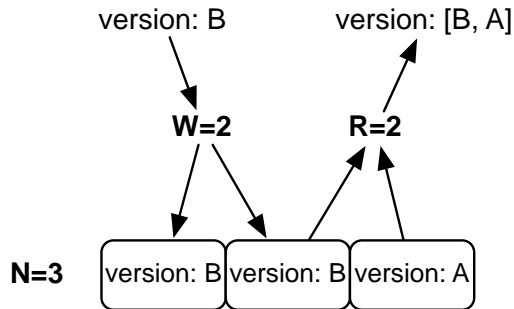 version: B
version: [B, A]
W=2
R=2
N=3
version: B
version: B
version: A